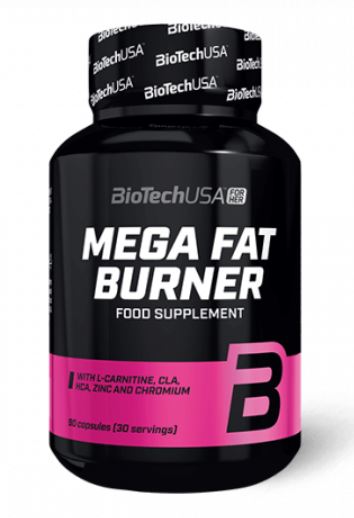 BioTechUSA
BioTechUSA
BioTechUSA
BioTechUSA
BioTechUSA
BioTechUSA FOR HER
MEGA FAT
BURNER
FOOD SUPPLEMENT
WITH L-CARNITINE, CLA,
HCA, ZINC AND CHROMIUM
B
90 capsules (30 servings)